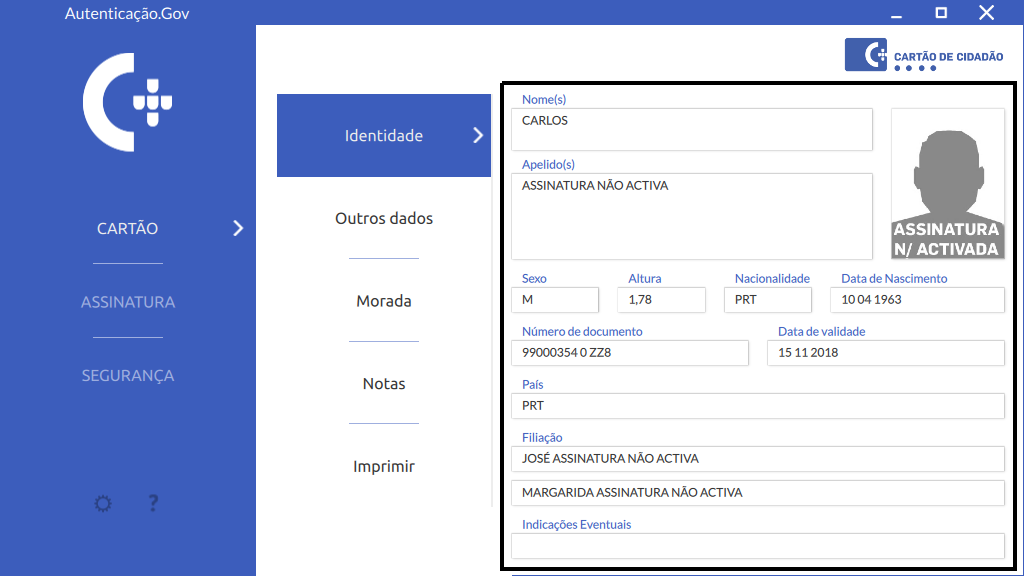 Autenticação.Gov
CARTÃO DE CIDADÃO
CARTÃO
ASSINATURA
SEGURANÇA
?
Identidade
Outros dados
Morada
Notas
Imprimir
Nome(s)
CARLOS
Apelido(s)
ASSINATURA NÃO ACTIVA
ASSINATURA
N/ ACTIVADA
Sexo Altura Nacionalidade Data de Nascimento
M 1,78 PRT 10 04 1963
Número de documento Data de validade
99000354 0 ZZ8 15 11 2018
País
PRT
Filiação
JOSÉ ASSINATURA NÃO ACTIVA
MARGARIDA ASSINATURA NÃO ACTIVA
Indicações Eventuais